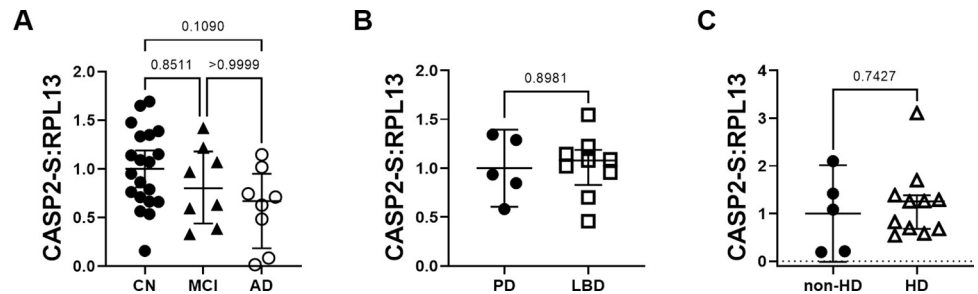 A
0.1090
0.8511 >0.9999
CASP2-S:RPL13
2.0
1.5
1.0
0.5
0.0
CN MCI AD
B
0.8981
CASP2-S:RPL13
2.0
1.5
1.0
0.5
0.0
PD LBD
C
0.7427
CASP2-S:RPL13
4
3
2
1
0
non-HD HD